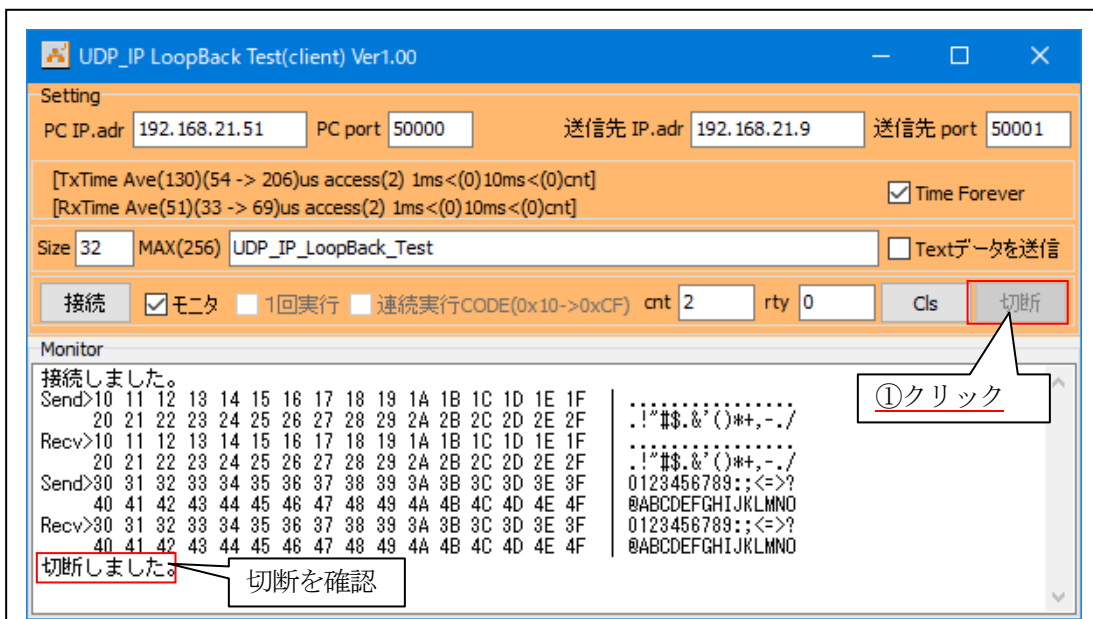 UDP_IP LoopBack Test(client) Ver1.00
Setting
PC IP.adr 192.168.21.51 PC port 50000 送信先 IP.adr 192.168.21.9 送信先 port 50001
[TxTime Ave(130)(54 -> 206)us access(2) 1ms<(0)10ms<(0)cnt]
[RxTime Ave(51)(33 -> 69)us access(2) 1ms<(0)10ms<(0)cnt]
Time Forever
Size 32 MAX(256) UDP_IP_LoopBack_Test Textデータを送信
接続 モニタ 1回実行 連続実行CODE(0x10->0xCF) cnt 2 rty 0 Cls 切断
Monitor
①クリック
接続しました。
Send>10 11 12 13 14 15 16 17 18 19 1A 1B 1C 1D 1E 1F | ................
20 21 22 23 24 25 26 27 28 29 2A 2B 2C 2D 2E 2F | .!"#$.&'()*+,-./
Recv>10 11 12 13 14 15 16 17 18 19 1A 1B 1C 1D 1E 1F | ................
20 21 22 23 24 25 26 27 28 29 2A 2B 2C 2D 2E 2F | .!"#$.&'()*+,-./
Send>30 31 32 33 34 35 36 37 38 39 3A 3B 3C 3D 3E 3F | 0123456789:;<=>?
40 41 42 43 44 45 46 47 48 49 4A 4B 4C 4D 4E 4F | @ABCDEFGHIJKLMNO
Recv>30 31 32 33 34 35 36 37 38 39 3A 3B 3C 3D 3E 3F | 0123456789:;<=>?
40 41 42 43 44 45 46 47 48 49 4A 4B 4C 4D 4E 4F | @ABCDEFGHIJKLMNO
切断しました。
切断を確認